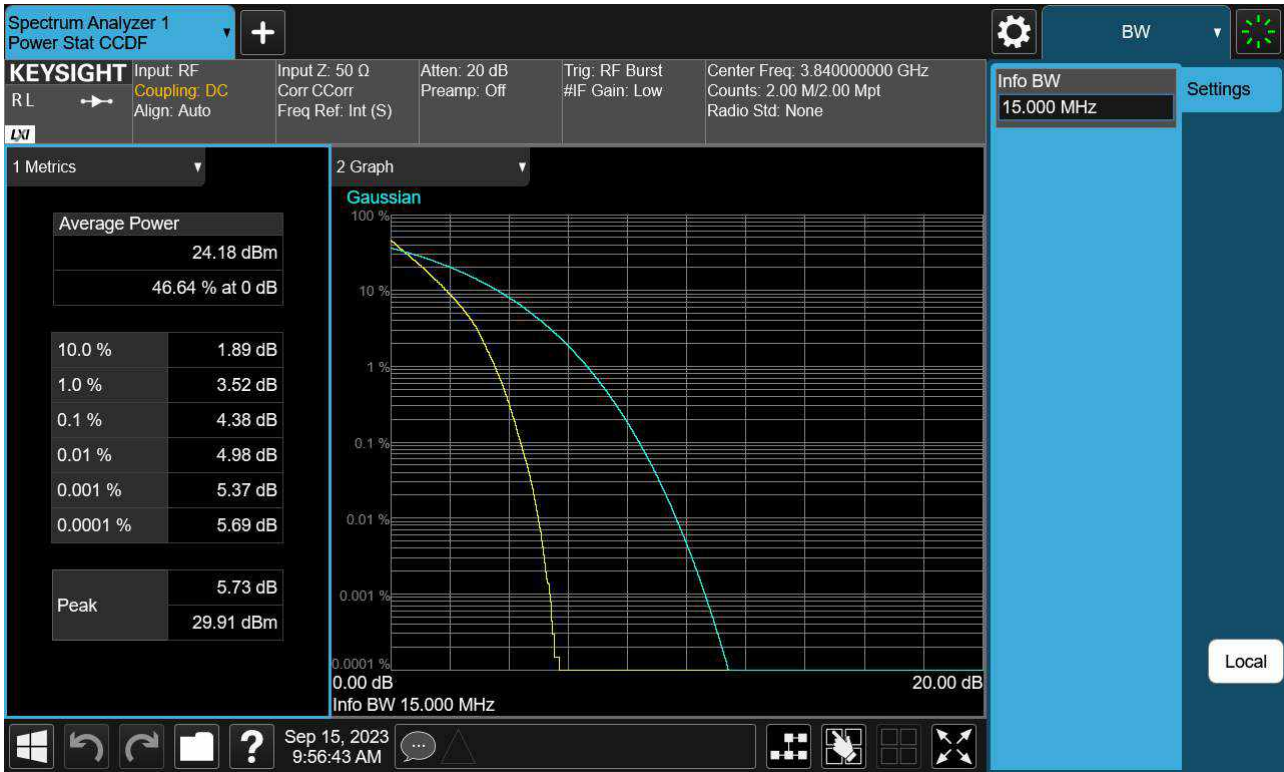 Spectrum Analyzer 1
Power Stat CCDF
+
BW
KEYSIGHT
RL
LXI
Input: RF
Coupling: DC
Align: Auto
Input Z: 50 Ω
Corr CCorr
Freq Ref: Int (S)
Atten: 20 dB
Preamp: Off
Trig: RF Burst
#IF Gain: Low
Center Freq: 3.840000000 GHz
Counts: 2.00 M/2.00 Mpt
Radio Std: None
Info BW
15.000 MHz
Settings
1 Metrics
Average Power
24.18 dBm
46.64 % at 0 dB
10.0 % 1.89 dB
1.0 % 3.52 dB
0.1 % 4.38 dB
0.01 % 4.98 dB
0.001 % 5.37 dB
0.0001 % 5.69 dB
Peak
5.73 dB
29.91 dBm
2 Graph
Gaussian
100 %
10 %
1 %
0.1 %
0.01 %
0.001 %
0.0001 %
0.00 dB 20.00 dB
Info BW 15.000 MHz
Local
?
Sep 15, 2023
9:56:43 AM